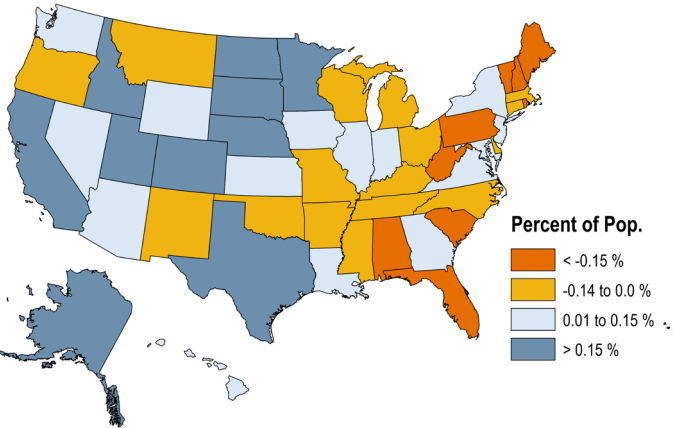 Percent of Pop.
< -0.15 %
-0.14 to 0.0 %
0.01 to 0.15 %
> 0.15 %